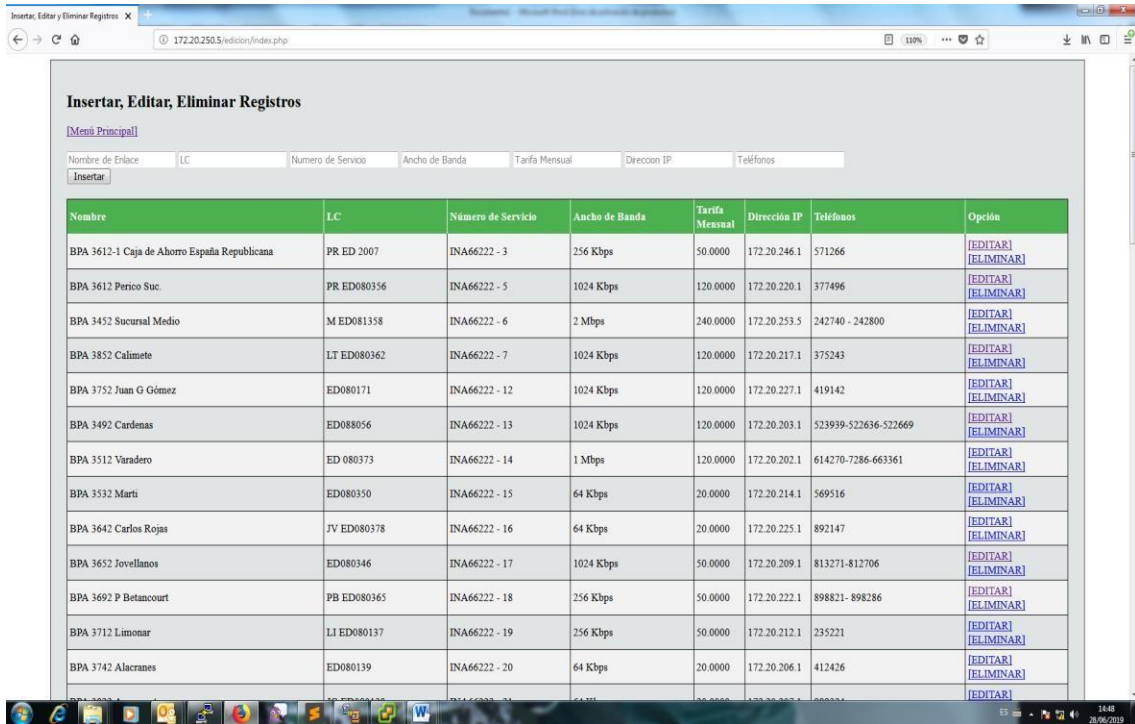 Insertar, Editar y Eliminar Registros X
172.20.250.5/edicion/index.php 110%
Insertar, Editar, Eliminar Registros
[Menú Principal]
Nombre de Enlace LC Numero de Servicio Ancho de Banda Tarifa Mensual Direccion IP Teléfonos
Insertar
Nombre LC Número de Servicio Ancho de Banda Tarifa Mensual Dirección IP Teléfonos Opción
BPA 3612-1 Caja de Ahorro España Republicana PR ED 2007 INA66222 - 3 256 Kbps 50.0000 172.20.246.1 571266 [EDITAR] [ELIMINAR]
BPA 3612 Perico Suc. PR ED080356 INA66222 - 5 1024 Kbps 120.0000 172.20.220.1 377496 [EDITAR] [ELIMINAR]
BPA 3452 Sucursal Medio M ED081358 INA66222 - 6 2 Mbps 240.0000 172.20.253.5 242740 - 242800 [EDITAR] [ELIMINAR]
BPA 3852 Calimete LT ED080362 INA66222 - 7 1024 Kbps 120.0000 172.20.217.1 375243 [EDITAR] [ELIMINAR]
BPA 3752 Juan G Gómez ED080171 INA66222 - 12 1024 Kbps 120.0000 172.20.227.1 419142 [EDITAR] [ELIMINAR]
BPA 3492 Cardenas ED088056 INA66222 - 13 1024 Kbps 120.0000 172.20.203.1 523939-522636-522669 [EDITAR] [ELIMINAR]
BPA 3512 Varadero ED 080373 INA66222 - 14 1 Mbps 120.0000 172.20.202.1 614270-7286-663361 [EDITAR] [ELIMINAR]
BPA 3532 Marti ED080350 INA66222 - 15 64 Kbps 20.0000 172.20.214.1 569516 [EDITAR] [ELIMINAR]
BPA 3642 Carlos Rojas JV ED080378 INA66222 - 16 64 Kbps 20.0000 172.20.225.1 892147 [EDITAR] [ELIMINAR]
BPA 3652 Jovellanos ED080346 INA66222 - 17 1024 Kbps 50.0000 172.20.209.1 813271-812706 [EDITAR] [ELIMINAR]
BPA 3692 P Betancourt PB ED080365 INA66222 - 18 256 Kbps 50.0000 172.20.222.1 898821- 898286 [EDITAR] [ELIMINAR]
BPA 3712 Limonar LI ED080137 INA66222 - 19 256 Kbps 50.0000 172.20.212.1 235221 [EDITAR] [ELIMINAR]
BPA 3742 Alacranes ED080139 INA66222 - 20 64 Kbps 20.0000 172.20.206.1 412426 [EDITAR] [ELIMINAR]
[EDITAR]
ES 14:48
28/06/2019